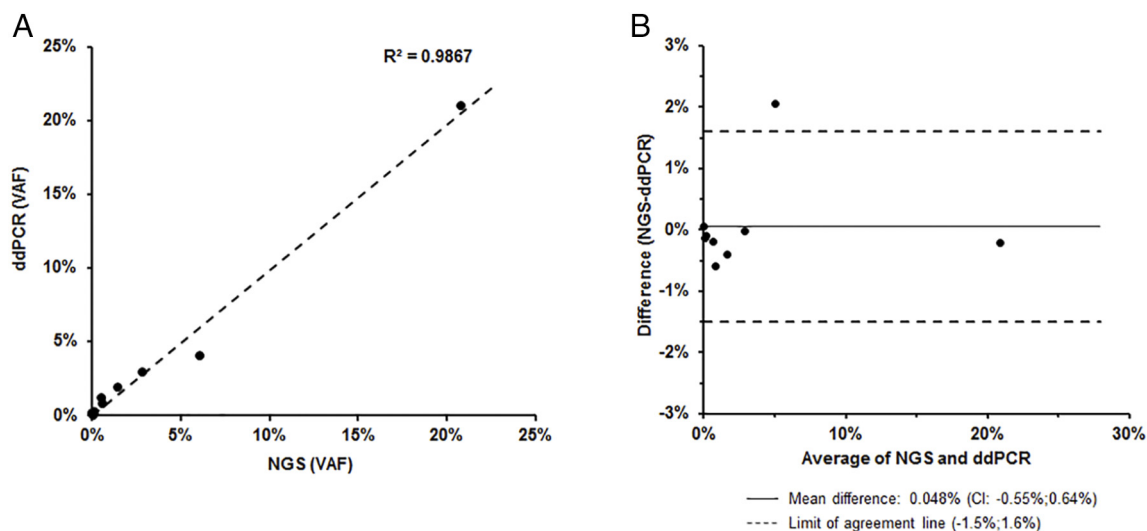 A
25%
20%
15%
10%
5%
0%
ddPCR (VAF)
R² = 0.9867
0% 5% 10% 15% 20% 25%
NGS (VAF)
B
3%
2%
1%
0%
-1%
-2%
-3%
Difference (NGS-ddPCR)
0% 10% 20% 30%
Average of NGS and ddPCR
Mean difference: 0.048% (CI: -0.55%;0.64%)
Limit of agreement line (-1.5%;1.6%)